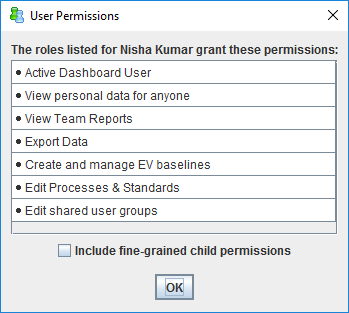 User Permissions
The roles listed for Nisha Kumar grant these permissions:
• Active Dashboard User
• View personal data for anyone
• View Team Reports
• Export Data
• Create and manage EV baselines
• Edit Processes & Standards
• Edit shared user groups
Include fine-grained child permissions
OK